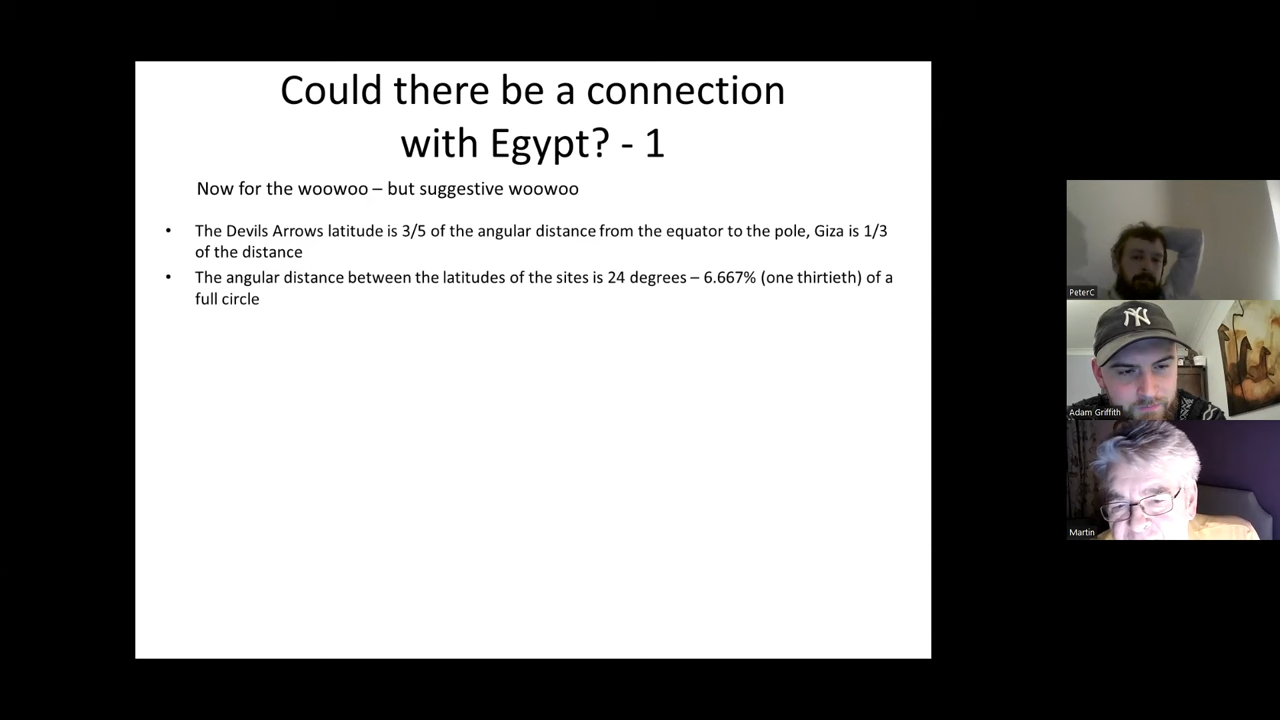 Could there be a connection
with Egypt? - 1
Now for the woowoo – but suggestive woowoo
• The Devils Arrows latitude is 3/5 of the angular distance from the equator to the pole, Giza is 1/3
of the distance
• The angular distance between the latitudes of the sites is 24 degrees – 6.667% (one thirtieth) of a
full circle
PeterC
NY
Adam Griffith
Martin